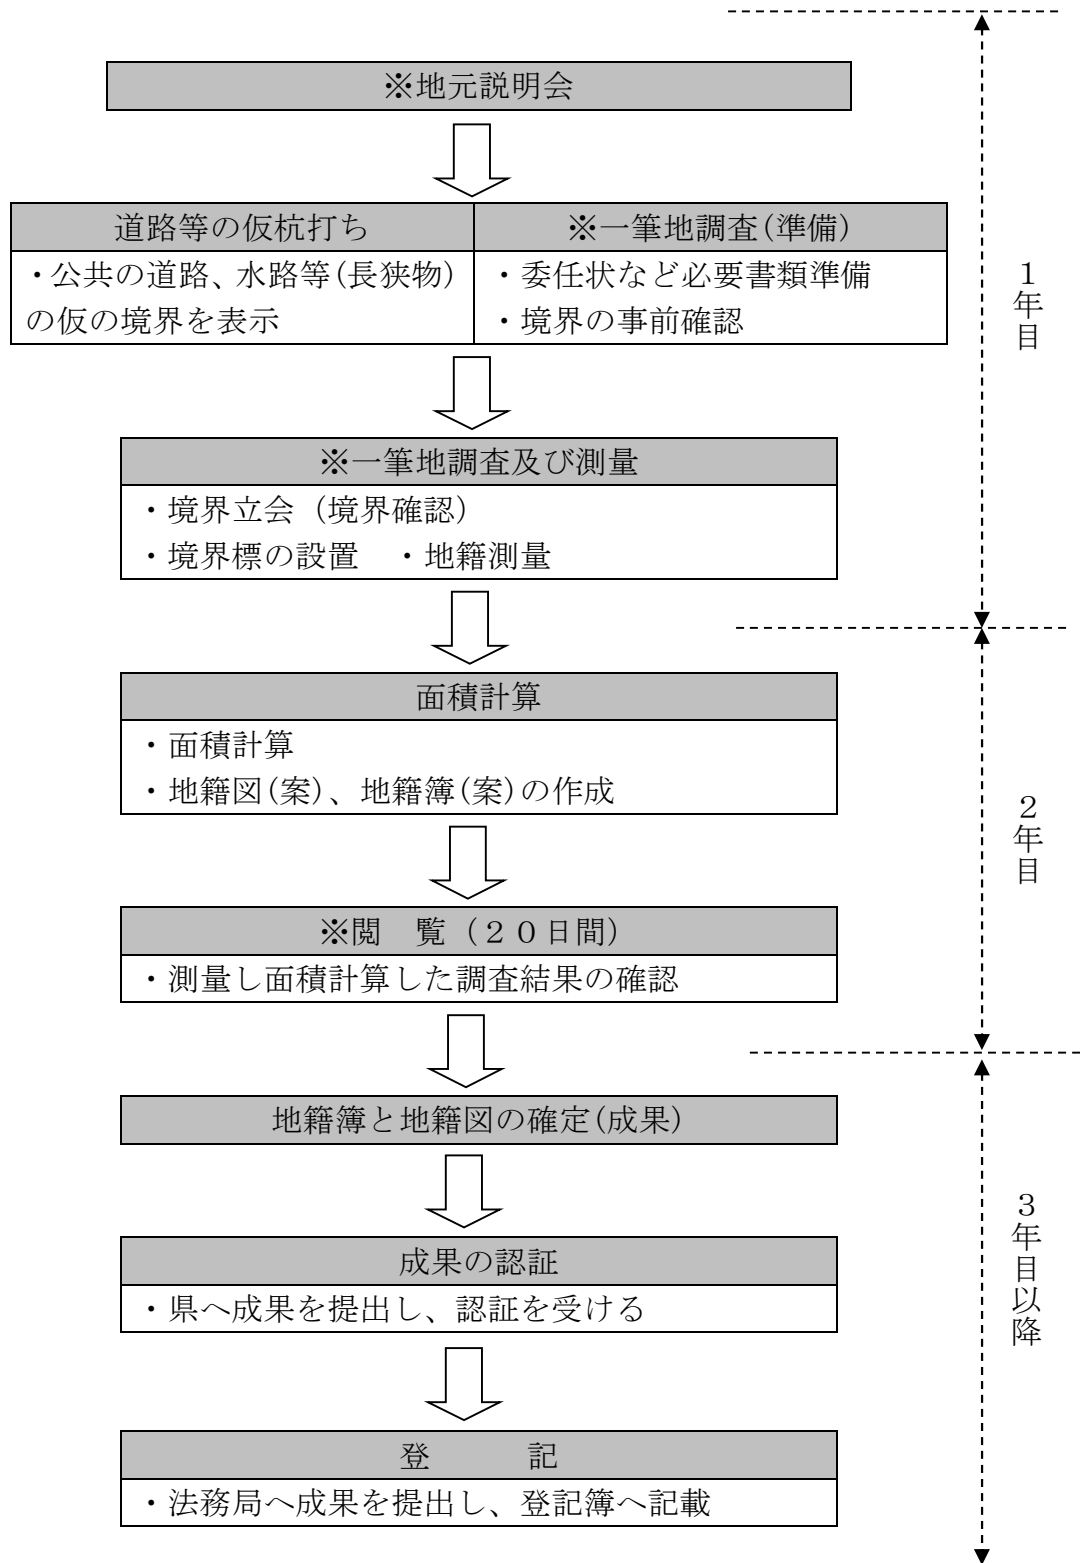 ※地元説明会
道路等の仮杭打ち
・公共の道路、水路等(長狭物)
の仮の境界を表示
※一筆地調査(準備)
・委任状など必要書類準備
・境界の事前確認
※一筆地調査及び測量
・境界立会（境界確認）
・境界標の設置　・地籍測量
1年目
面積計算
・面積計算
・地籍図(案)、地籍簿(案)の作成
※閲　覧（２０日間）
・測量し面積計算した調査結果の確認
2年目
地籍簿と地籍図の確定(成果)
成果の認証
・県へ成果を提出し、認証を受ける
登　　　記
・法務局へ成果を提出し、登記簿へ記載
3年目以降